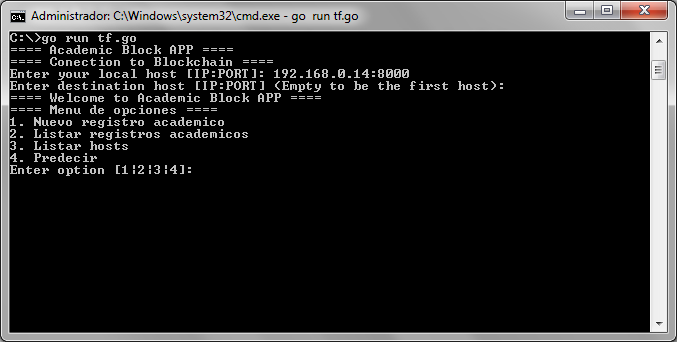 Administrador: C:\Windows\system32\cmd.exe - go  run tf.go
C:\>go run tf.go
==== Academic Block APP ====
==== Conection to Blockchain ====
Enter your local host [IP:PORT]: 192.168.0.14:8000
Enter destination host [IP:PORT] (Empty to be the first host):
==== Welcome to Academic Block APP ====
==== Menu de opciones ====
1. Nuevo registro academico
2. Listar registros academicos
3. Listar hosts
4. Predecir
Enter option [1|2|3|4]: